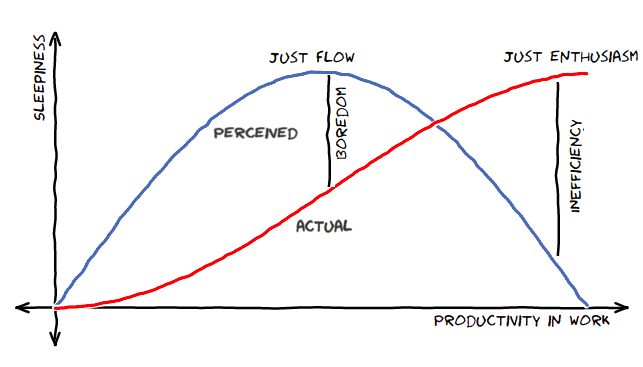 JUST FLOW
JUST ENTHUSIASM
SLEEPINESS
PERCEIVED
BOREDOM
INEFFICIENCY
ACTUAL
PRODUCTIVITY IN WORK